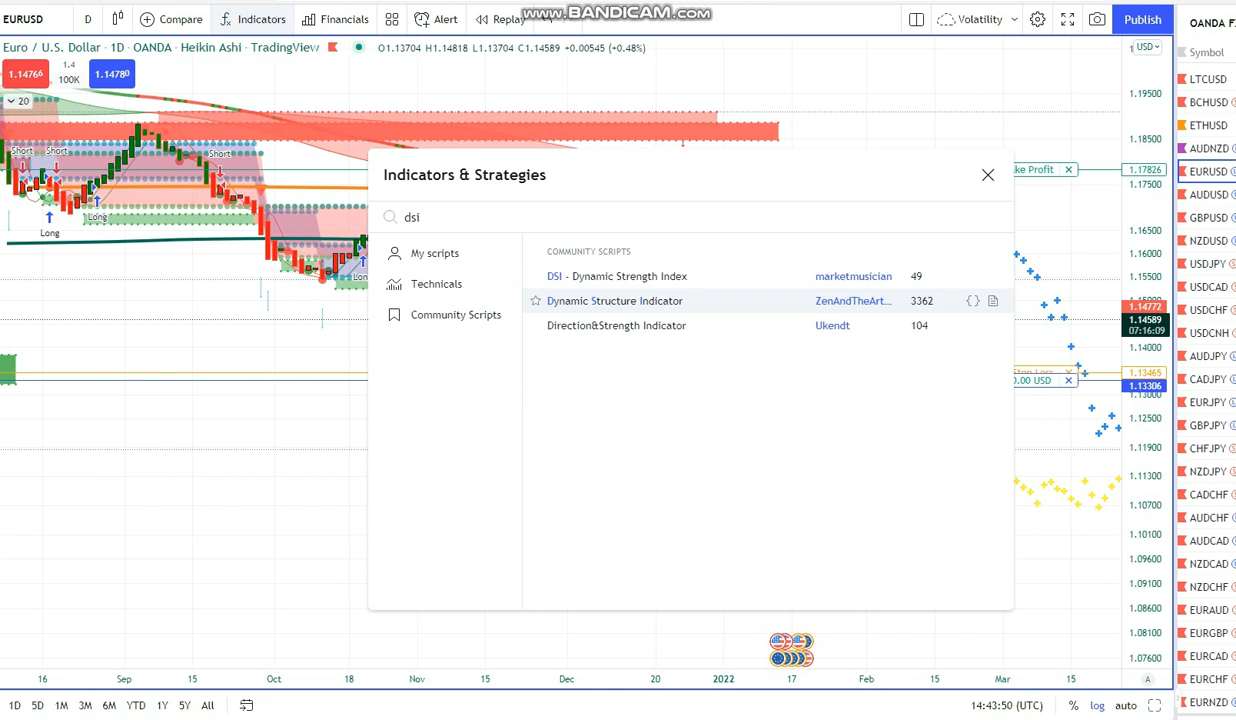 EURUSD D Compare Indicators Financials Alert Replay www.BANDICAM.com Volatility Publish OANDA
Euro / U.S. Dollar · 1D · OANDA · Heikin Ashi · TradingView O1.13704 H1.14818 L1.13704 C1.14589 +0.00545 (+0.48%)
USD
Symbol
1.14766 1.4 100K 1.14780
20
LTCUSD
BCHUSD
ETHUSD
AUDNZD
EURUSD
AUDUSD
GBPUSD
NZDUSD
USDJPY
USDCAD
USDCHF
USDCNH
AUDJPY
CADJPY
EURJPY
GBPJPY
CHFJPY
NZDJPY
CADCHF
AUDCHF
AUDCAD
NZDCAD
NZDCHF
EURAUD
EURGBP
EURCAD
EURCHF
EURNZD
1.19500
1.18500
1.17826
1.17500
1.16500
1.16000
1.15500
1.14772
1.14589
07:16:09
1.14000
1.13465
1.13306
1.13000
1.12500
1.11900
1.11300
1.10700
1.10100
1.09600
1.09100
1.08600
1.08100
1.07600
Short Short Short
Long
Long
Indicators & Strategies
dsi
My scripts
Technicals
Community Scripts
COMMUNITY SCRIPTS
DSI - Dynamic Strength Index marketmusician 49
Dynamic Structure Indicator ZenAndTheArt... 3362
Direction&Strength Indicator Ukendt 104
Profit
USD
16 Sep 15 Oct 18 Nov 15 Dec 20 2022 17 Feb 15 Mar 15 A
1D 5D 1M 3M 6M YTD 1Y 5Y All 14:43:50 (UTC) % log auto